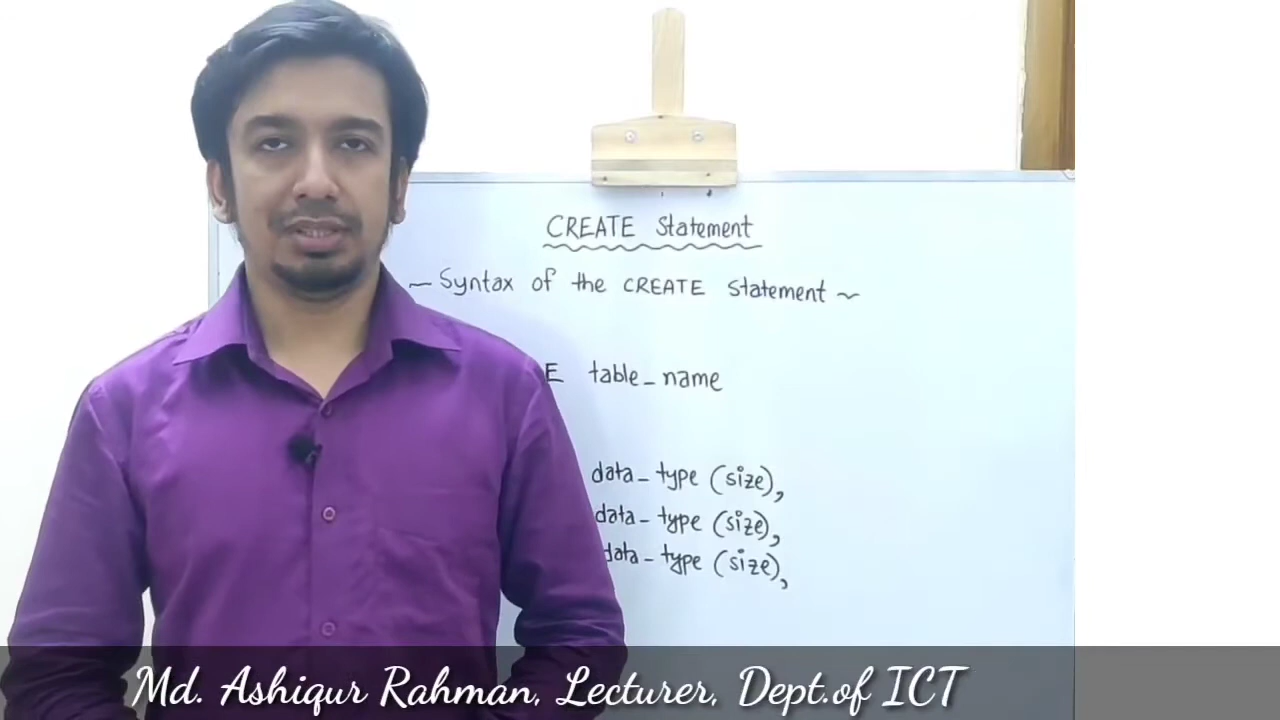 CREATE Statement
~ Syntax of the CREATE Statement ~
E table_name
data_type (size),
data_type (size),
data_type (size),
Md. Ashiqur Rahman, Lecturer, Dept.of ICT